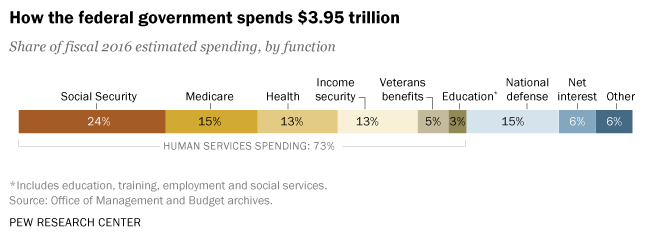 How the federal government spends $3.95 trillion
Share of fiscal 2016 estimated spending, by function
Social Security
Medicare
Health
Income
security
Veterans
benefits
Education*
National
defense
Net
interest
Other
24%
15%
13%
13%
5%
3%
15%
6%
6%
HUMAN SERVICES SPENDING: 73%
*Includes education, training, employment and social services.
Source: Office of Management and Budget archives.
PEW RESEARCH CENTER